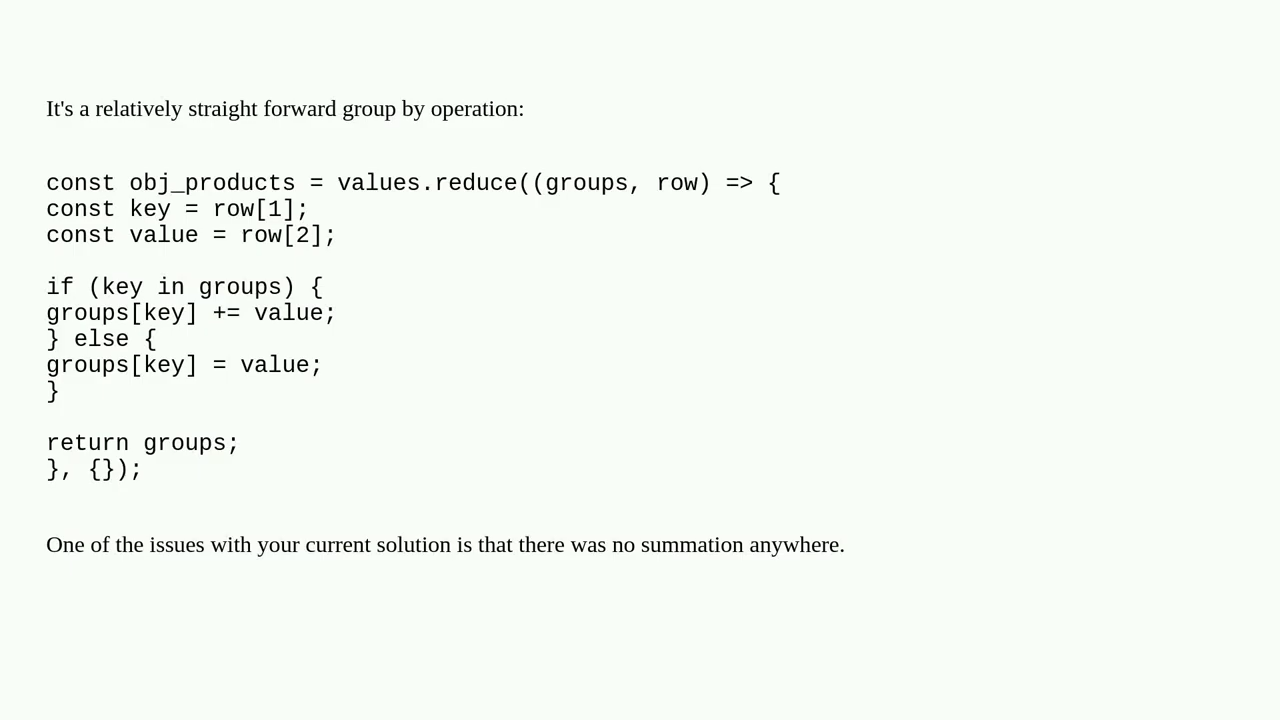 It's a relatively straight forward group by operation:
const obj_products = values.reduce((groups, row) => {
const key = row[1];
const value = row[2];
if (key in groups) {
groups[key] += value;
} else {
groups[key] = value;
}
return groups;
}, {});
One of the issues with your current solution is that there was no summation anywhere.